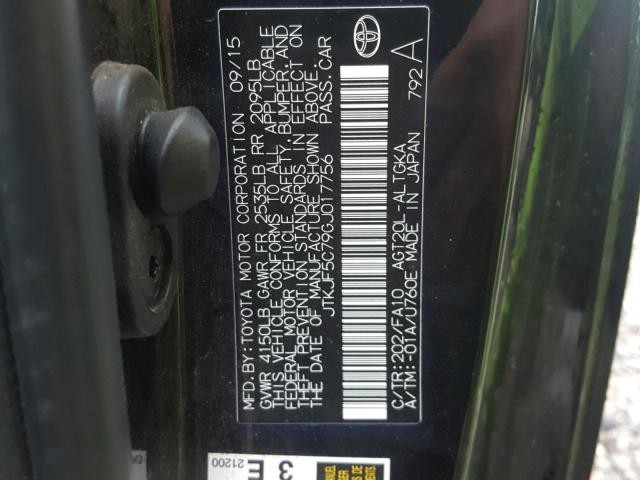 MFD.BY:TOYOTA MOTOR CORPORATION 09/15
GVWR 4150LB GAWR FR 2535LB RR 2095LB
THIS VEHICLE CONFORMS TO ALL APPLICABLE
FEDERAL MOTOR VEHICLE SAFETY, BUMPER, AND
THEFT PREVENTION STANDARDS IN EFFECT ON
THE DATE OF MANUFACTURE SHOWN ABOVE.
JTKJF5C79GJ017756 PASS.CAR
C/TR:202/FA10 AGT20L-ALTGKA
A/TM:-01A/U760E MADE IN JAPAN 792 A
21200
3